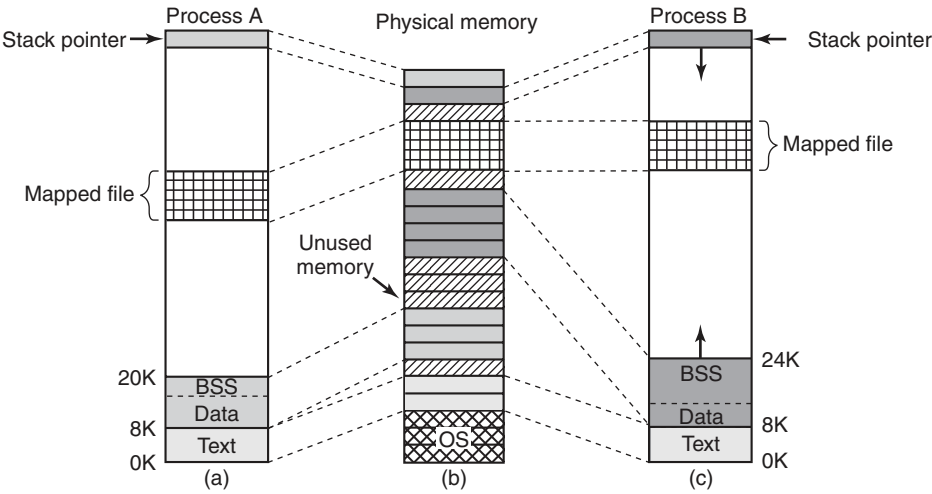 Process A
Physical memory
Process B
Stack pointer
Stack pointer
Mapped file
Mapped file
Unused
memory
20K
BSS
Data
8K
Text
0K
OS
24K
BSS
Data
8K
Text
0K
(a)
(b)
(c)